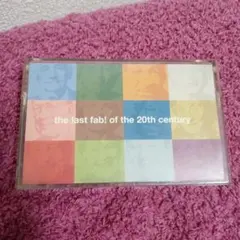 the last fab! of the 20th century